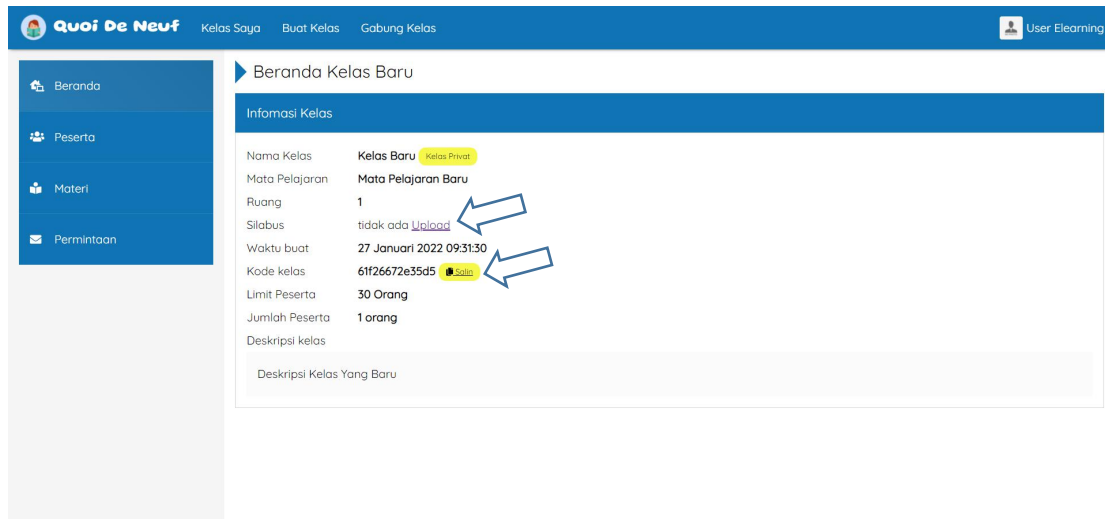 Quoi De Neuf Kelas Saya Buat Kelas Gabung Kelas User Elearning
Beranda
Peserta
Materi
Permintaan
Beranda Kelas Baru
Infomasi Kelas
Nama Kelas Kelas Baru Kelas Privat
Mata Pelajaran Mata Pelajaran Baru
Ruang 1
Silabus tidak ada Upload
Waktu buat 27 Januari 2022 09:31:30
Kode kelas 61f26672e35d5 Salin
Limit Peserta 30 Orang
Jumlah Peserta 1 orang
Deskripsi kelas
Deskripsi Kelas Yang Baru